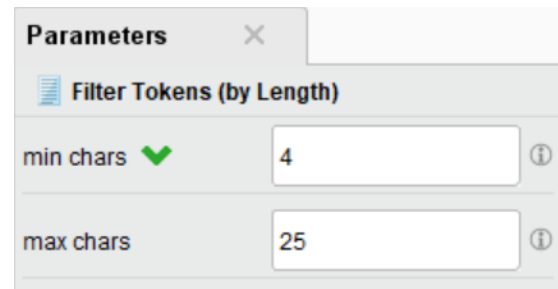 Parameters
Filter Tokens (by Length)
min chars 4
max chars 25